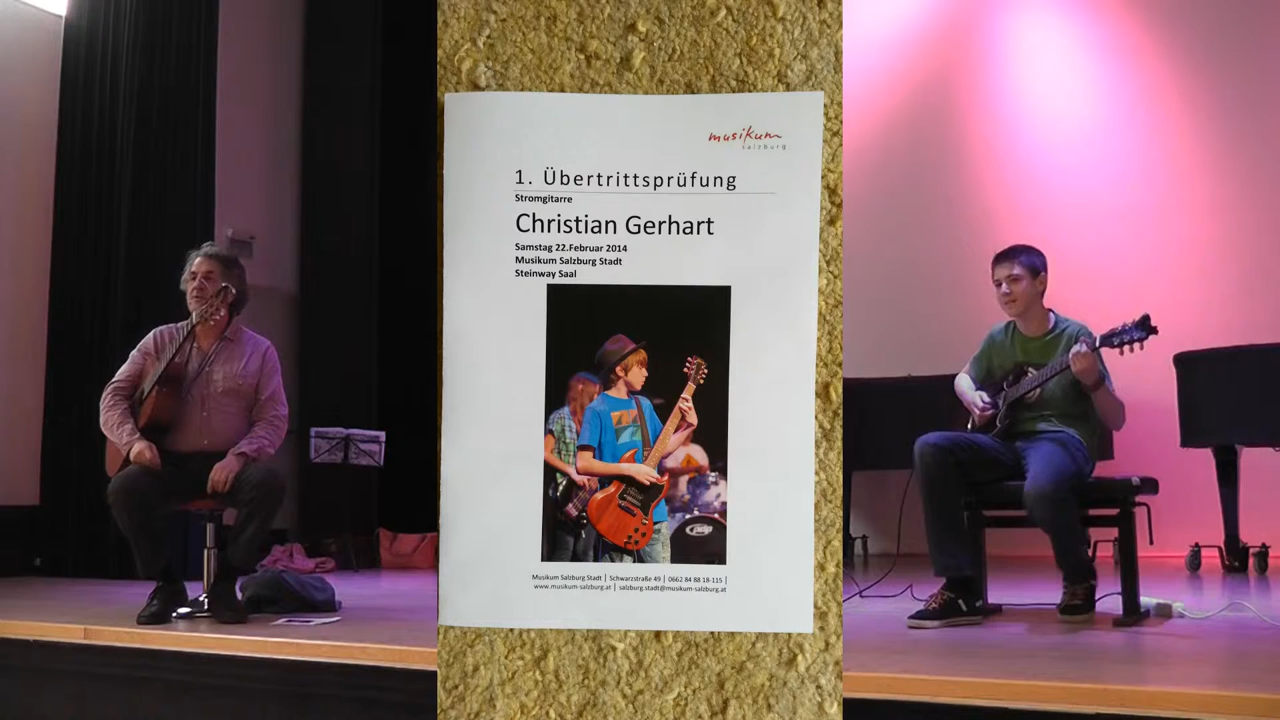 musikum
salzburg
1. Übertrittsprüfung
Stromgitarre
Christian Gerhart
Samstag 22.Februar 2014
Musikum Salzburg Stadt
Steinway Saal
pdp
Musikum Salzburg Stadt | Schwarzstraße 49 | 0662 84 88 18-115 |
www.musikum-salzburg.at | salzburg.stadt@musikum-salzburg.at